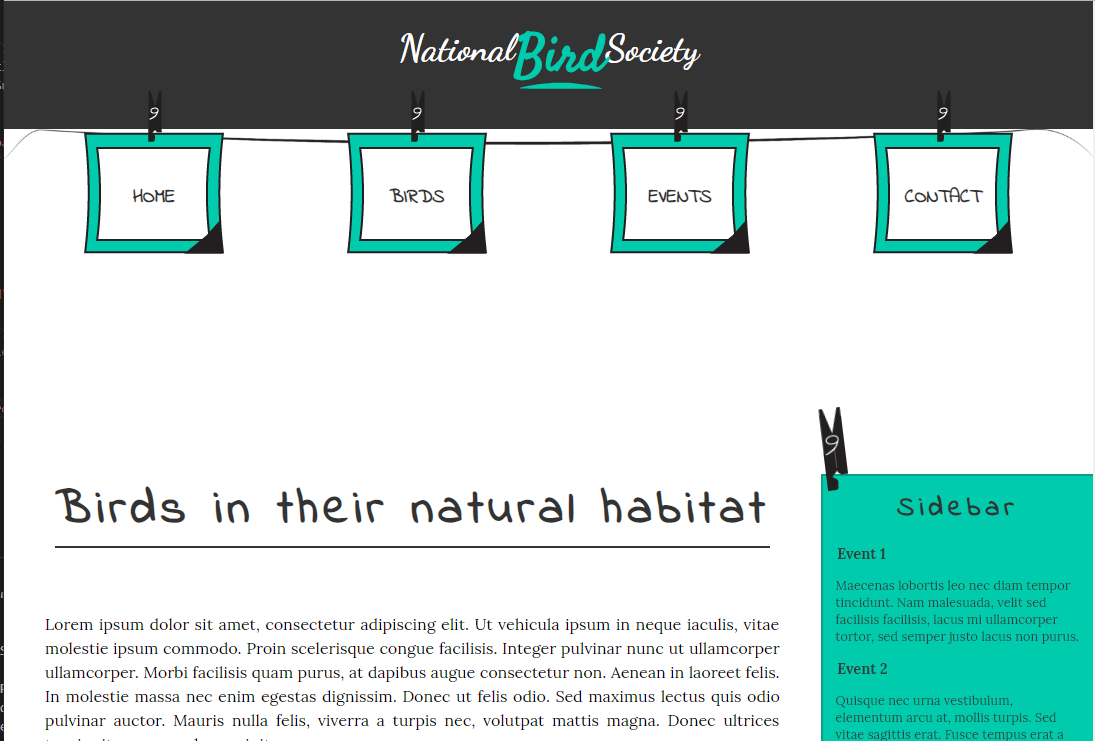 NationalBirdSociety
9 9 9 9
HOME BIRDS EVENTS CONTACT
9
Birds in their natural habitat
Lorem ipsum dolor sit amet, consectetur adipiscing elit. Ut vehicula ipsum in neque iaculis, vitae
molestie ipsum commodo. Proin scelerisque congue facilisis. Integer pulvinar nunc ut ullamcorper
ullamcorper. Morbi facilisis quam purus, at dapibus augue consectetur non. Aenean in laoreet felis.
In molestie massa nec enim egestas dignissim. Donec ut felis odio. Sed maximus lectus quis odio
pulvinar auctor. Mauris nulla felis, viverra a turpis nec, volutpat mattis magna. Donec ultrices
Sidebar
Event 1
Maecenas lobortis leo nec diam tempor
tincidunt. Nam malesuada, velit sed
facilisis facilisis, lacus mi ullamcorper
tortor, sed semper justo lacus non purus.
Event 2
Quisque nec urna vestibulum,
elementum arcu at, mollis turpis. Sed
vitae sagittis erat. Fusce tempus erat a